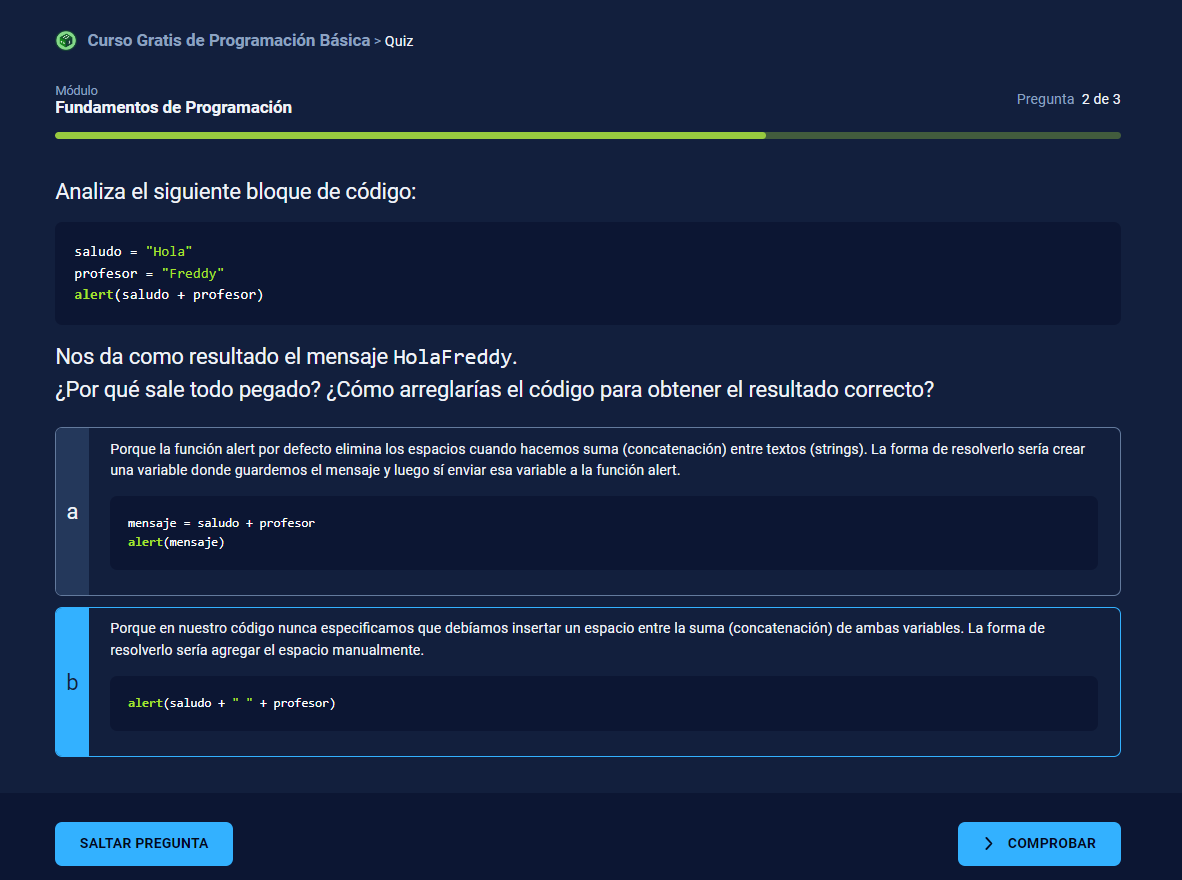 Curso Gratis de Programación Básica > Quiz
Módulo
Fundamentos de Programación
Pregunta 2 de 3
Analiza el siguiente bloque de código:
saludo = "Hola"
profesor = "Freddy"
alert(saludo + profesor)
Nos da como resultado el mensaje HolaFreddy.
¿Por qué sale todo pegado? ¿Cómo arreglarías el código para obtener el resultado correcto?
a
Porque la función alert por defecto elimina los espacios cuando hacemos suma (concatenación) entre textos (strings). La forma de resolverlo sería crear
una variable donde guardemos el mensaje y luego sí enviar esa variable a la función alert.
mensaje = saludo + profesor
alert(mensaje)
b
Porque en nuestro código nunca especificamos que debíamos insertar un espacio entre la suma (concatenación) de ambas variables. La forma de
resolverlo sería agregar el espacio manualmente.
alert(saludo + " " + profesor)
SALTAR PREGUNTA
COMPROBAR